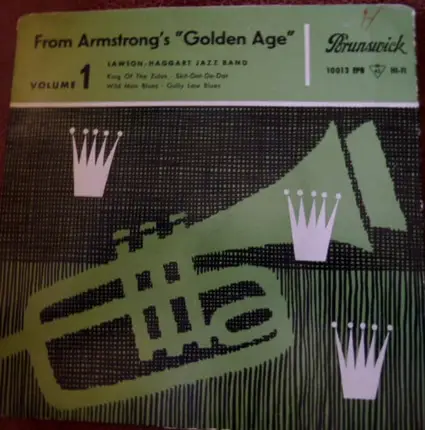 From Armstrong's "Golden Age"
Brunswick
LAWSON-HAGGART JAZZ BAND
VOLUME 1
King Of The Zulus · Skit-Dat-De-Dat
Wild Man Blues · Gully Low Blues
10013 EPB HI-FI